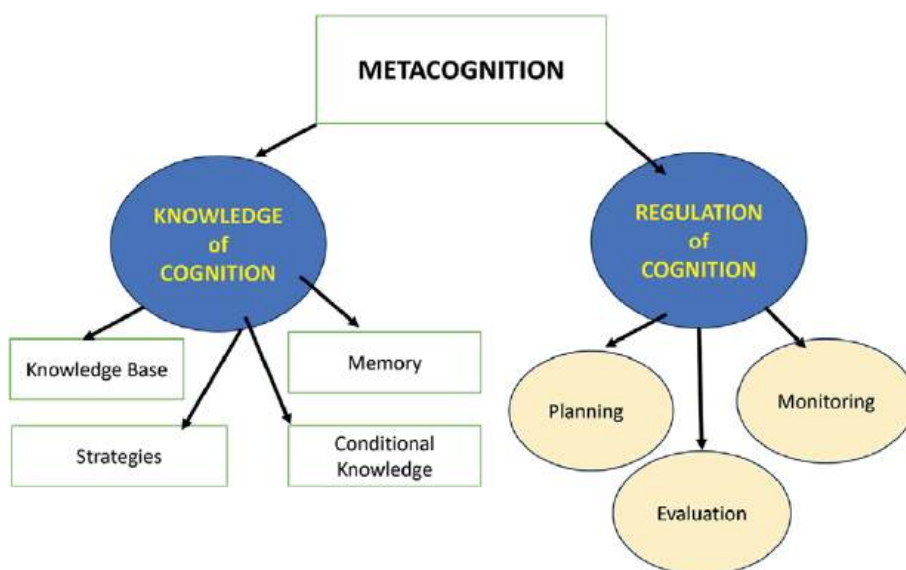 METACOGNITION
KNOWLEDGE
of
COGNITION
REGULATION
of
COGNITION
Knowledge Base
Memory
Strategies
Conditional
Knowledge
Planning
Monitoring
Evaluation